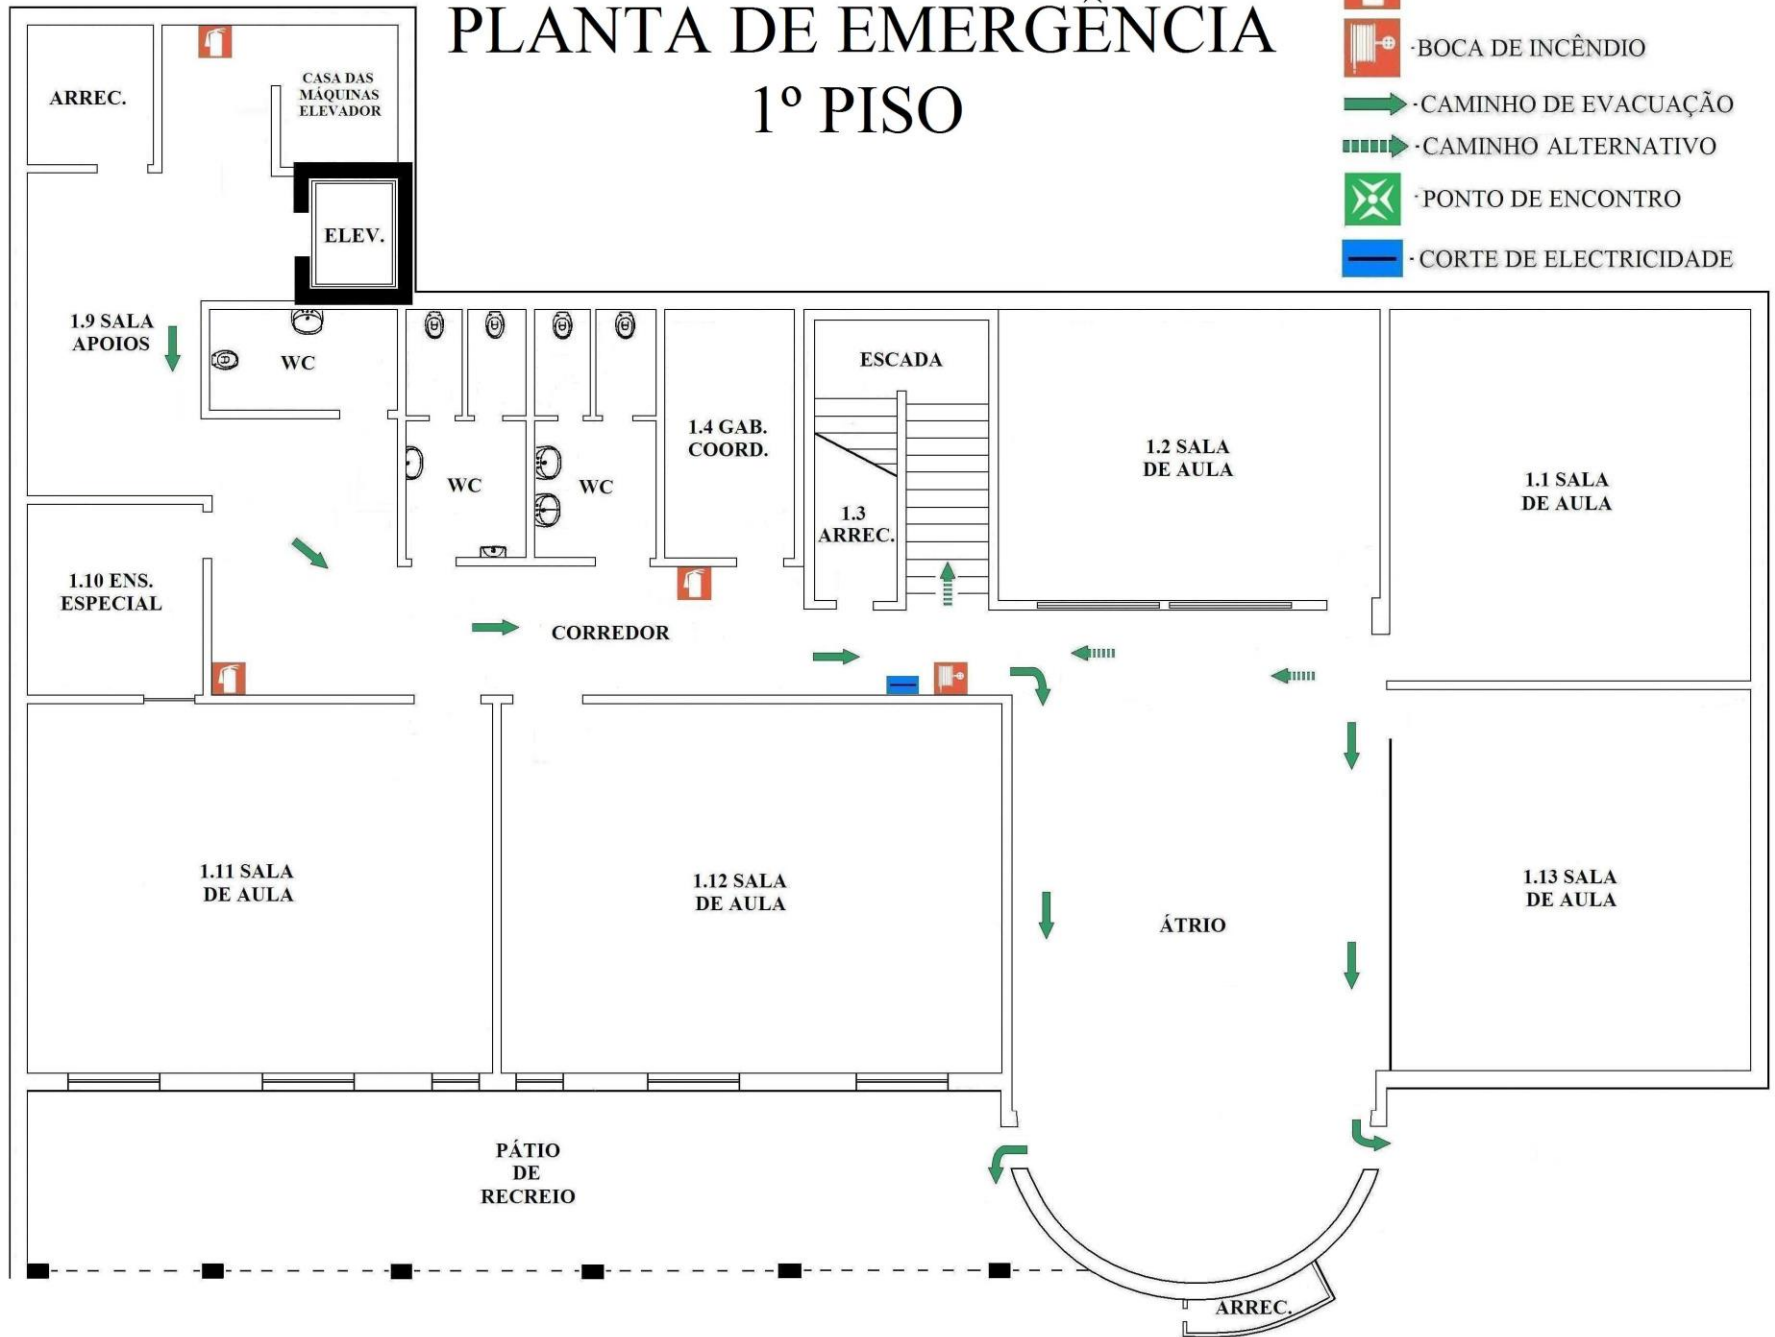 PLANTA DE EMERGÊNCIA
1º PISO
-BOCA DE INCÊNDIO
-CAMINHO DE EVACUAÇÃO
-CAMINHO ALTERNATIVO
-PONTO DE ENCONTRO
-CORTE DE ELECTRICIDADE
ARREC.
CASA DAS
MÁQUINAS
ELEVADOR
ELEV.
1.9 SALA
APOIOS
WC
ESCADA
1.4 GAB.
COORD.
1.2 SALA
DE AULA
1.1 SALA
DE AULA
WC
WC
1.3
ARREC.
1.10 ENS.
ESPECIAL
CORREDOR
1.11 SALA
DE AULA
1.12 SALA
DE AULA
ÁTRIO
1.13 SALA
DE AULA
PÁTIO
DE
RECREIO
ARREC.